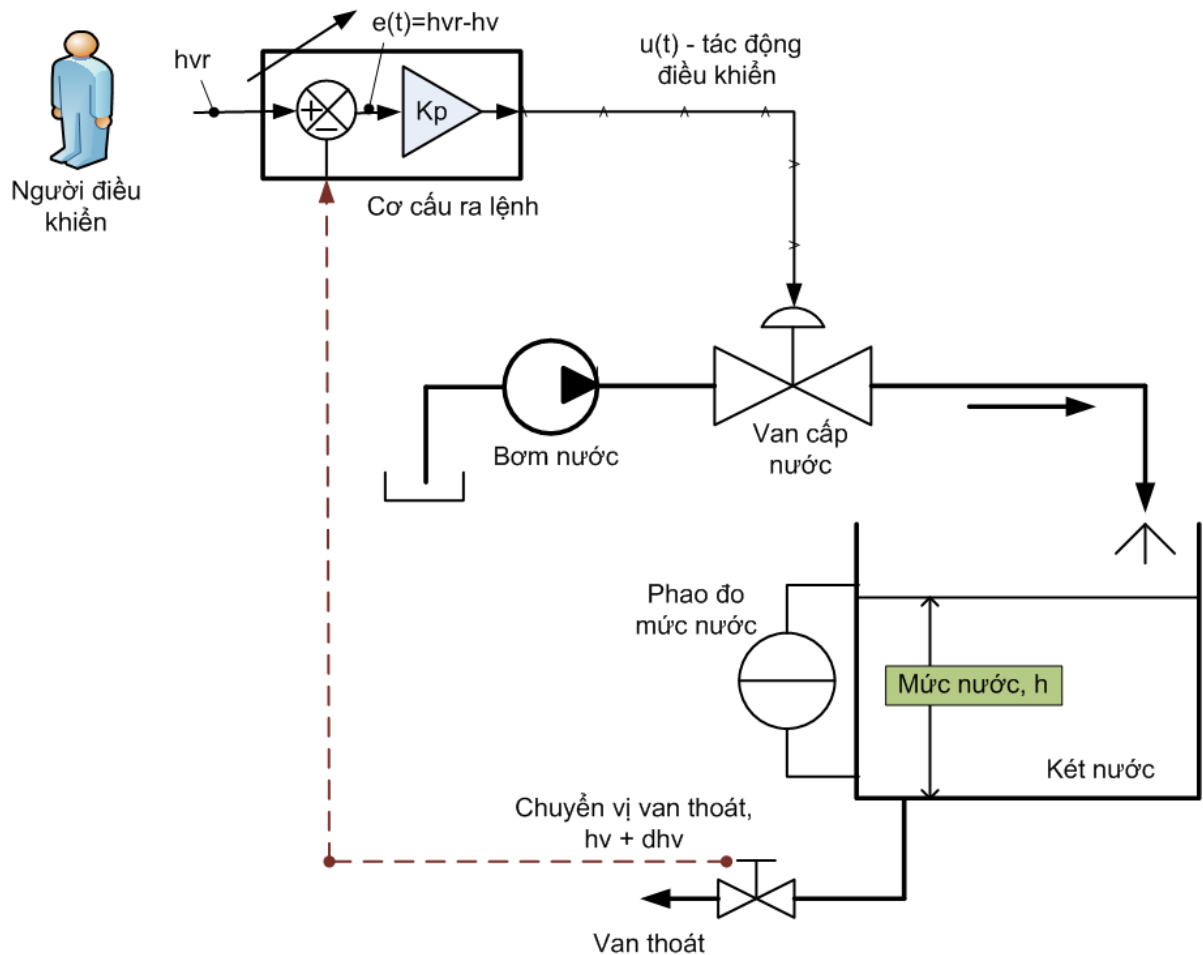 e(t)=hvr-hv
hvr
u(t) - tác động
điều khiển
+
Kp
−
Người điều
khiển
Cơ cấu ra lệnh
Bơm nước
Van cấp
nước
Phao đo
mức nước
Mức nước, h
Két nước
Chuyển vị van thoát,
hv + dhv
Van thoát